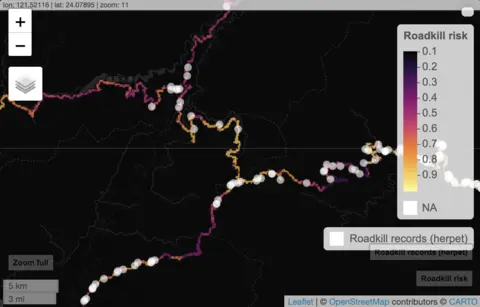 lon: 121.52116 | lat: 24.07895 | zoom: 11
+
−
Roadkill risk
0.1
0.2
0.3
0.4
0.5
0.6
0.7
0.8
0.9
NA
Roadkill records (herpet)
Roadkill records (herpet)
Zoom full
Roadkill risk
5 km
3 mi
Leaflet | © OpenStreetMap contributors © CARTO